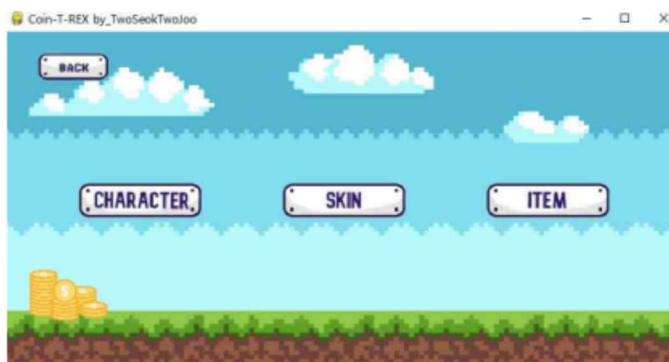 Coin-T-REX by_TwoSeokTwoJoo
BACK
CHARACTER
SKIN
ITEM
$